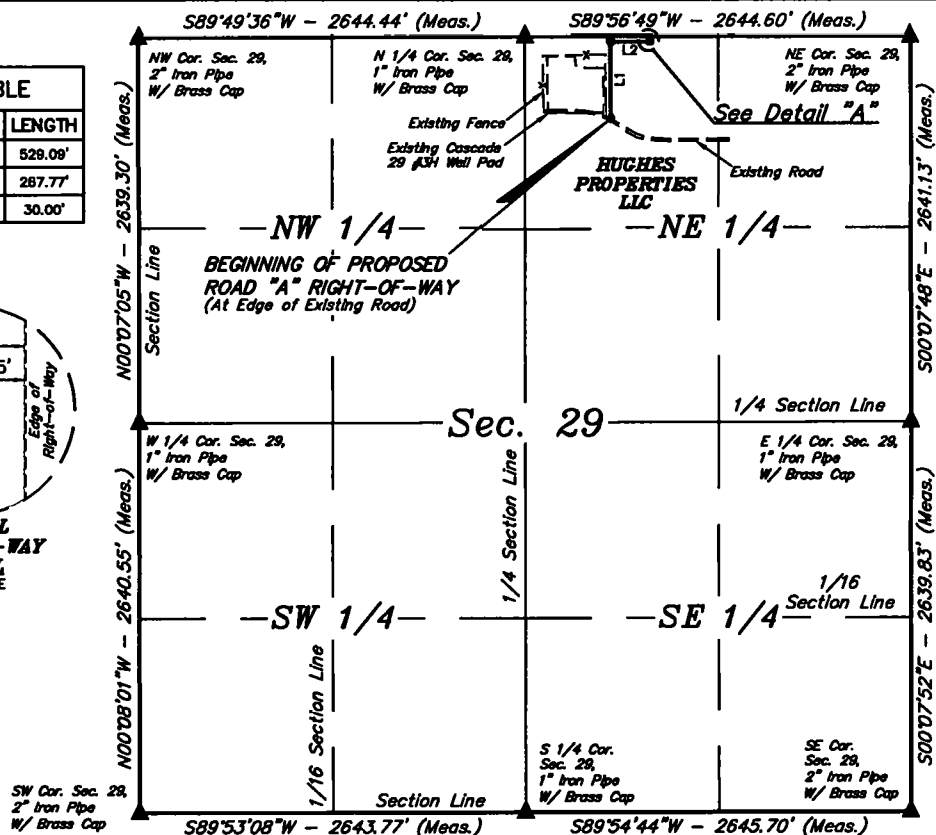 S89°49'36"W - 2644.44' (Meas.)
S89°56'49"W - 2644.60' (Meas.)
NW Cor. Sec. 29,
2" Iron Pipe
W/ Brass Cap
N 1/4 Cor. Sec. 29,
1" Iron Pipe
W/ Brass Cap
NE Cor. Sec. 29,
2" Iron Pipe
W/ Brass Cap
BLE
LENGTH
529.09'
287.77'
30.00'
L2
L1
See Detail "A"
Existing Fence
Existing Cascade
29 #3H Well Pad
Existing Road
HUGHES
PROPERTIES
LLC
N00°07'05"W - 2639.30' (Meas.)
Section Line
S00°07'48"E - 2641.13' (Meas.)
NW 1/4
NE 1/4
BEGINNING OF PROPOSED
ROAD "A" RIGHT-OF-WAY
(At Edge of Existing Road)
5'
Edge of
Right-of-Way
L
-WAY
E
1/4 Section Line
Sec. 29
W 1/4 Cor. Sec. 29,
1" Iron Pipe
W/ Brass Cap
E 1/4 Cor. Sec. 29,
1" Iron Pipe
W/ Brass Cap
N00°08'01"W - 2640.55' (Meas.)
1/4 Section Line
S00°07'52"E - 2639.83' (Meas.)
1/16
Section Line
SW 1/4
SE 1/4
1/16 Section Line
SW Cor. Sec. 29,
2" Iron Pipe
W/ Brass Cap
Section Line
S 1/4 Cor.
Sec. 29,
1" Iron Pipe
W/ Brass Cap
SE Cor.
Sec. 29,
2" Iron Pipe
W/ Brass Cap
S89°53'08"W - 2643.77' (Meas.)
S89°54'44"W - 2645.70' (Meas.)